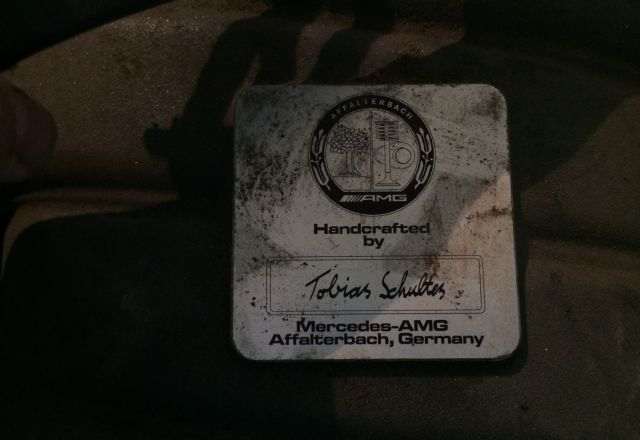 AFFALTERBACH
AMG
Handcrafted
by
Tobias Schultes
Mercedes-AMG
Affalterbach, Germany